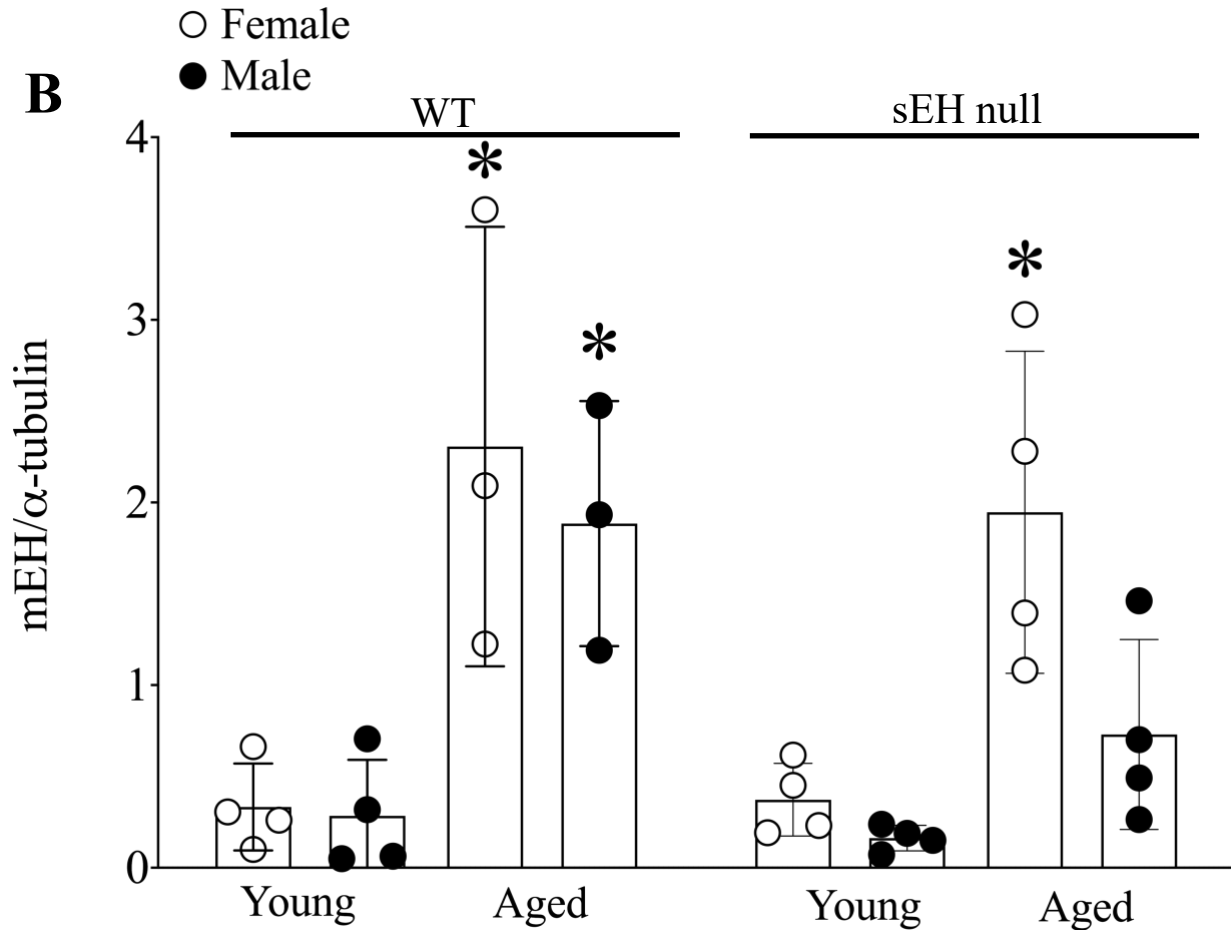 Female
Male
B
WT
sEH null
4
*
*
*
3
2
1
0
mEH/α-tubulin
Young
Aged
Young
Aged